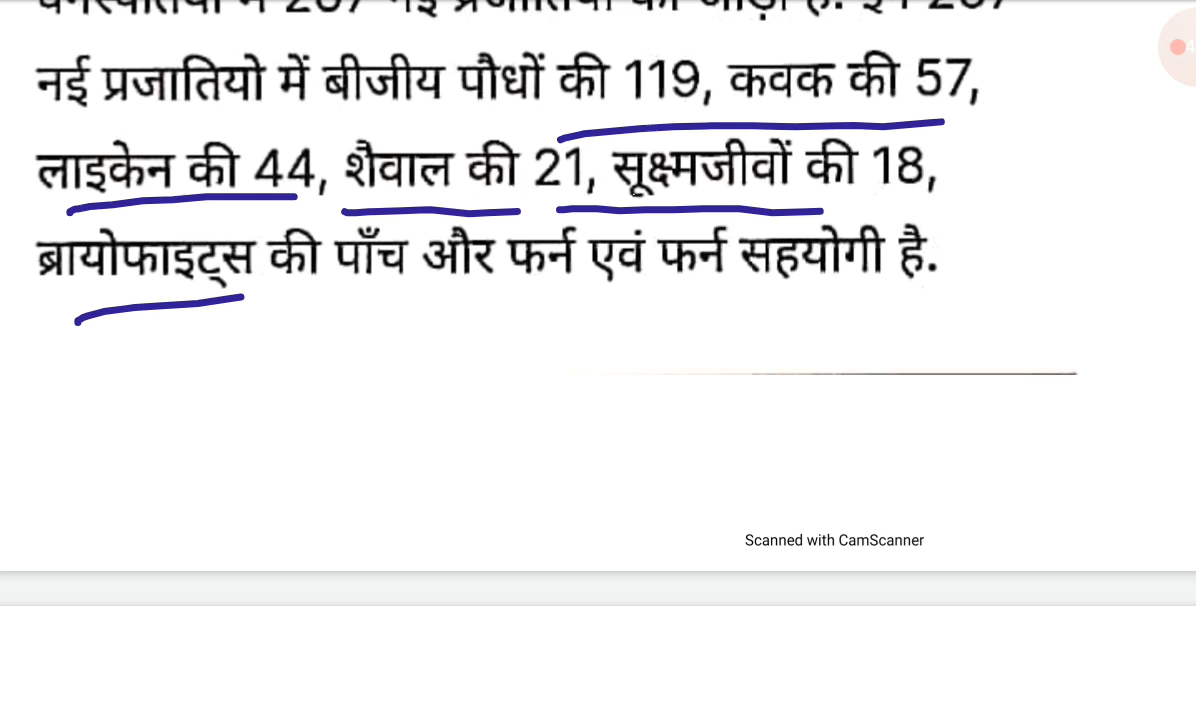 नई प्रजातियो में बीजीय पौधों की 119, कवक की 57,
लाइकेन की 44, शैवाल की 21, सूक्ष्मजीवों की 18,
ब्रायोफाइट्स की पाँच और फर्न एवं फर्न सहयोगी है.
Scanned with CamScanner